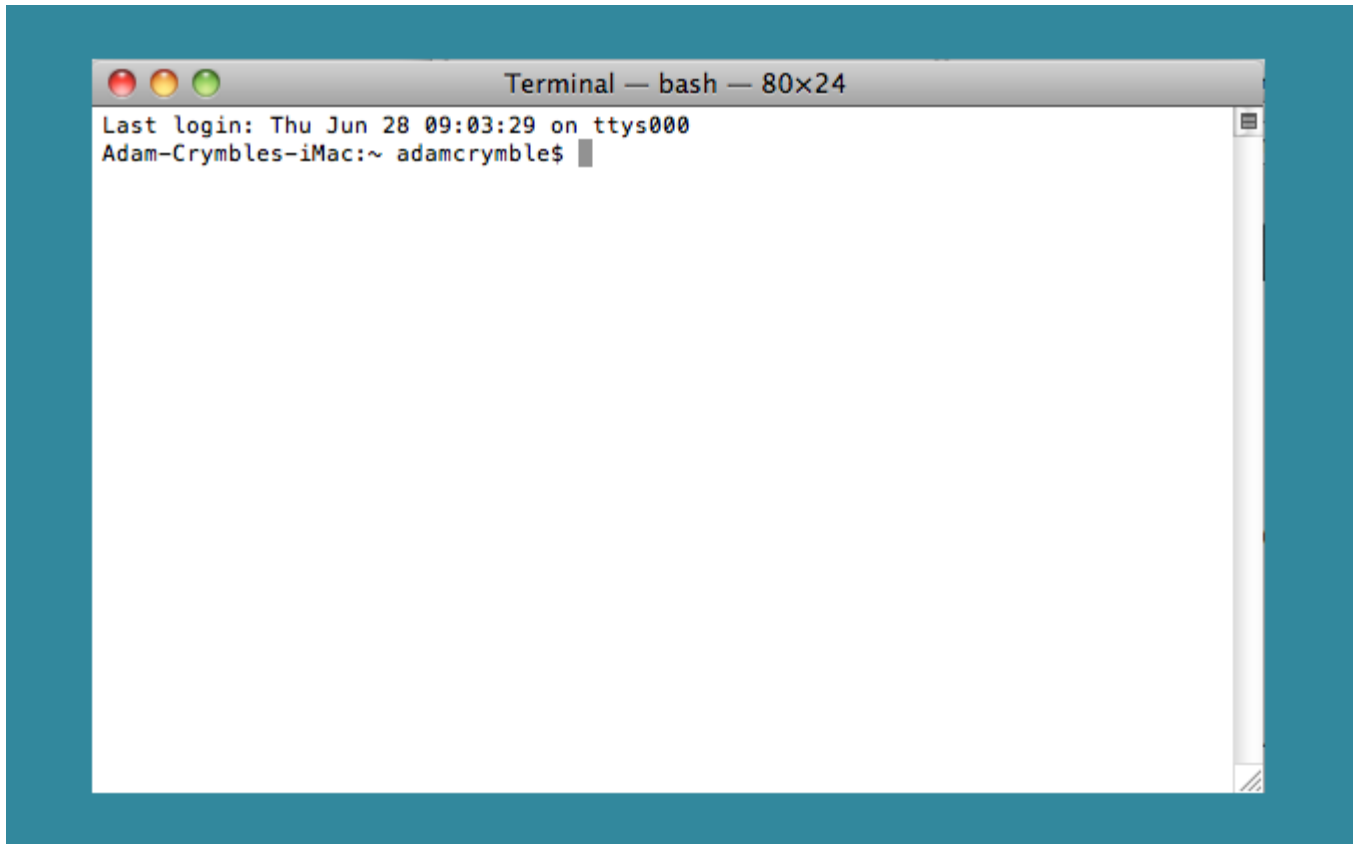 Terminal — bash — 80×24
Last login: Thu Jun 28 09:03:29 on ttys000
Adam-Crymbles-iMac:~ adamcrymble$